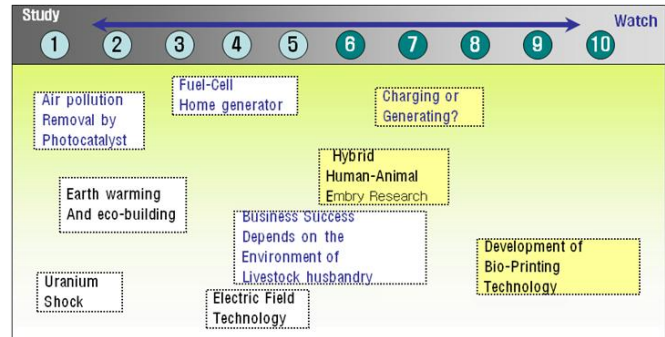 Study
Watch
1 2 3 4 5 6 7 8 9 10
Air pollution
Removal by
Photocatalyst
Fuel-Cell
Home generator
Charging or
Generating?
Hybrid
Human-Animal
Embry Research
Earth warming
And eco-building
Business Success
Depends on the
Environment of
Livestock husbandry
Development of
Bio-Printing
Technology
Uranium
Shock
Electric Field
Technology